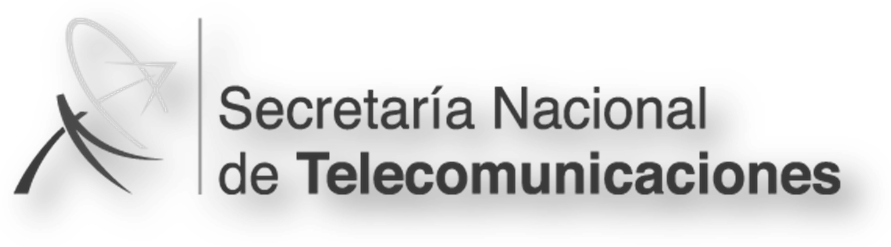 Secretaría Nacional
de Telecomunicaciones